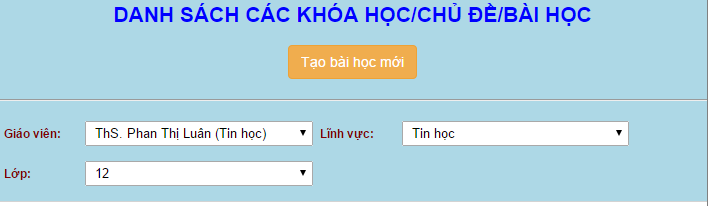 DANH SÁCH CÁC KHÓA HỌC/CHỦ ĐỀ/BÀI HỌC
Tạo bài học mới
Giáo viên: ThS. Phan Thị Luân (Tin học) Lĩnh vực: Tin học
Lớp: 12